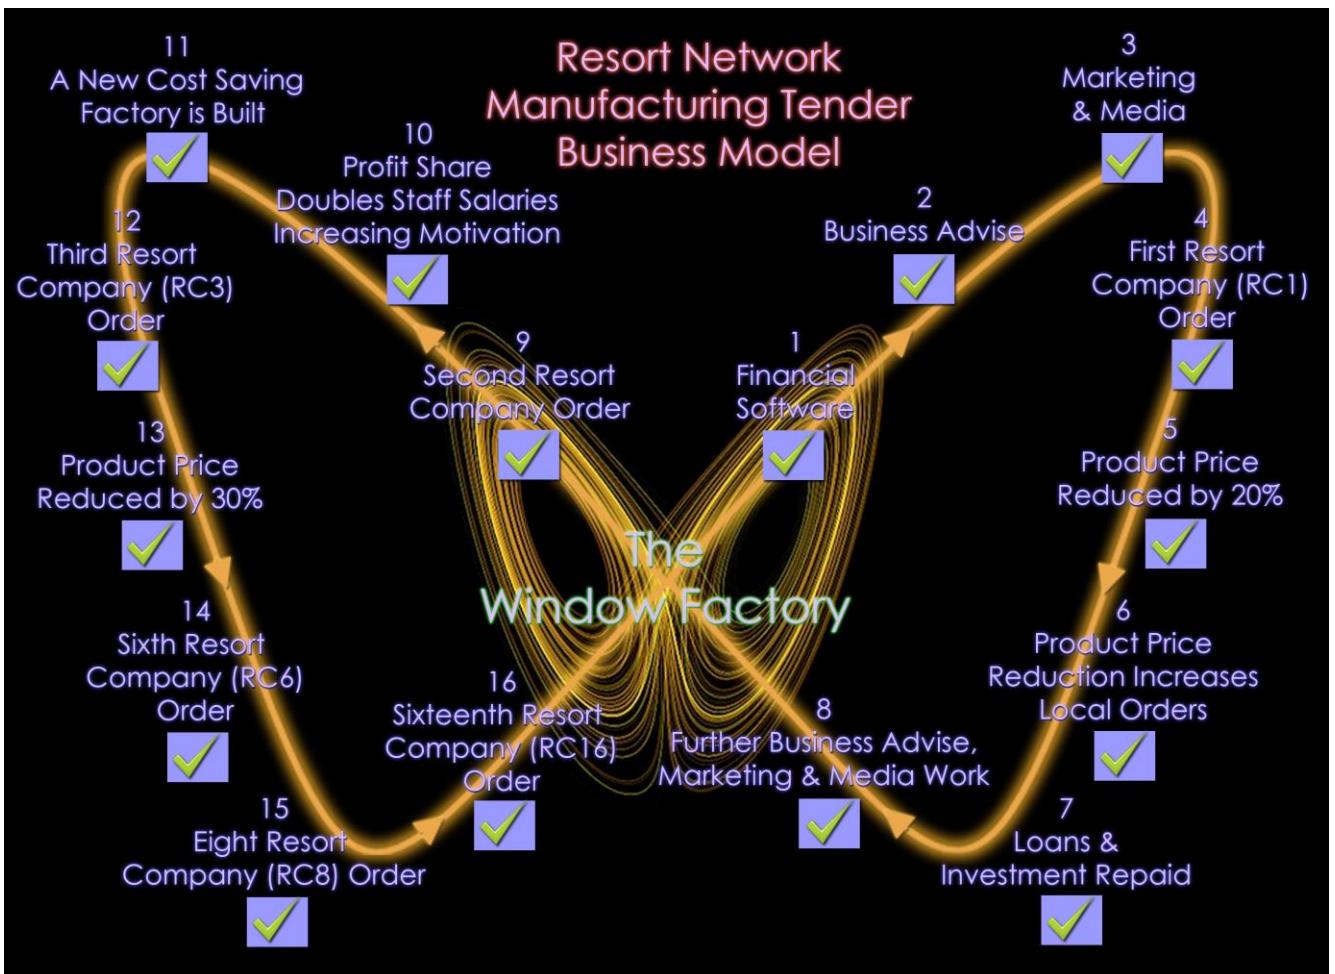 Resort Network
Manufacturing Tender
Business Model
The
Window Factory
1
Financial
Software
2
Business Advise
3
Marketing
& Media
4
First Resort
Company (RC1)
Order
5
Product Price
Reduced by 20%
6
Product Price
Reduction Increases
Local Orders
7
Loans &
Investment Repaid
8
Further Business Advise,
Marketing & Media Work
9
Second Resort
Company Order
10
Profit Share
Doubles Staff Salaries
Increasing Motivation
11
A New Cost Saving
Factory is Built
12
Third Resort
Company (RC3)
Order
13
Product Price
Reduced by 30%
14
Sixth Resort
Company (RC6)
Order
15
Eight Resort
Company (RC8) Order
16
Sixteenth Resort
Company (RC16)
Order